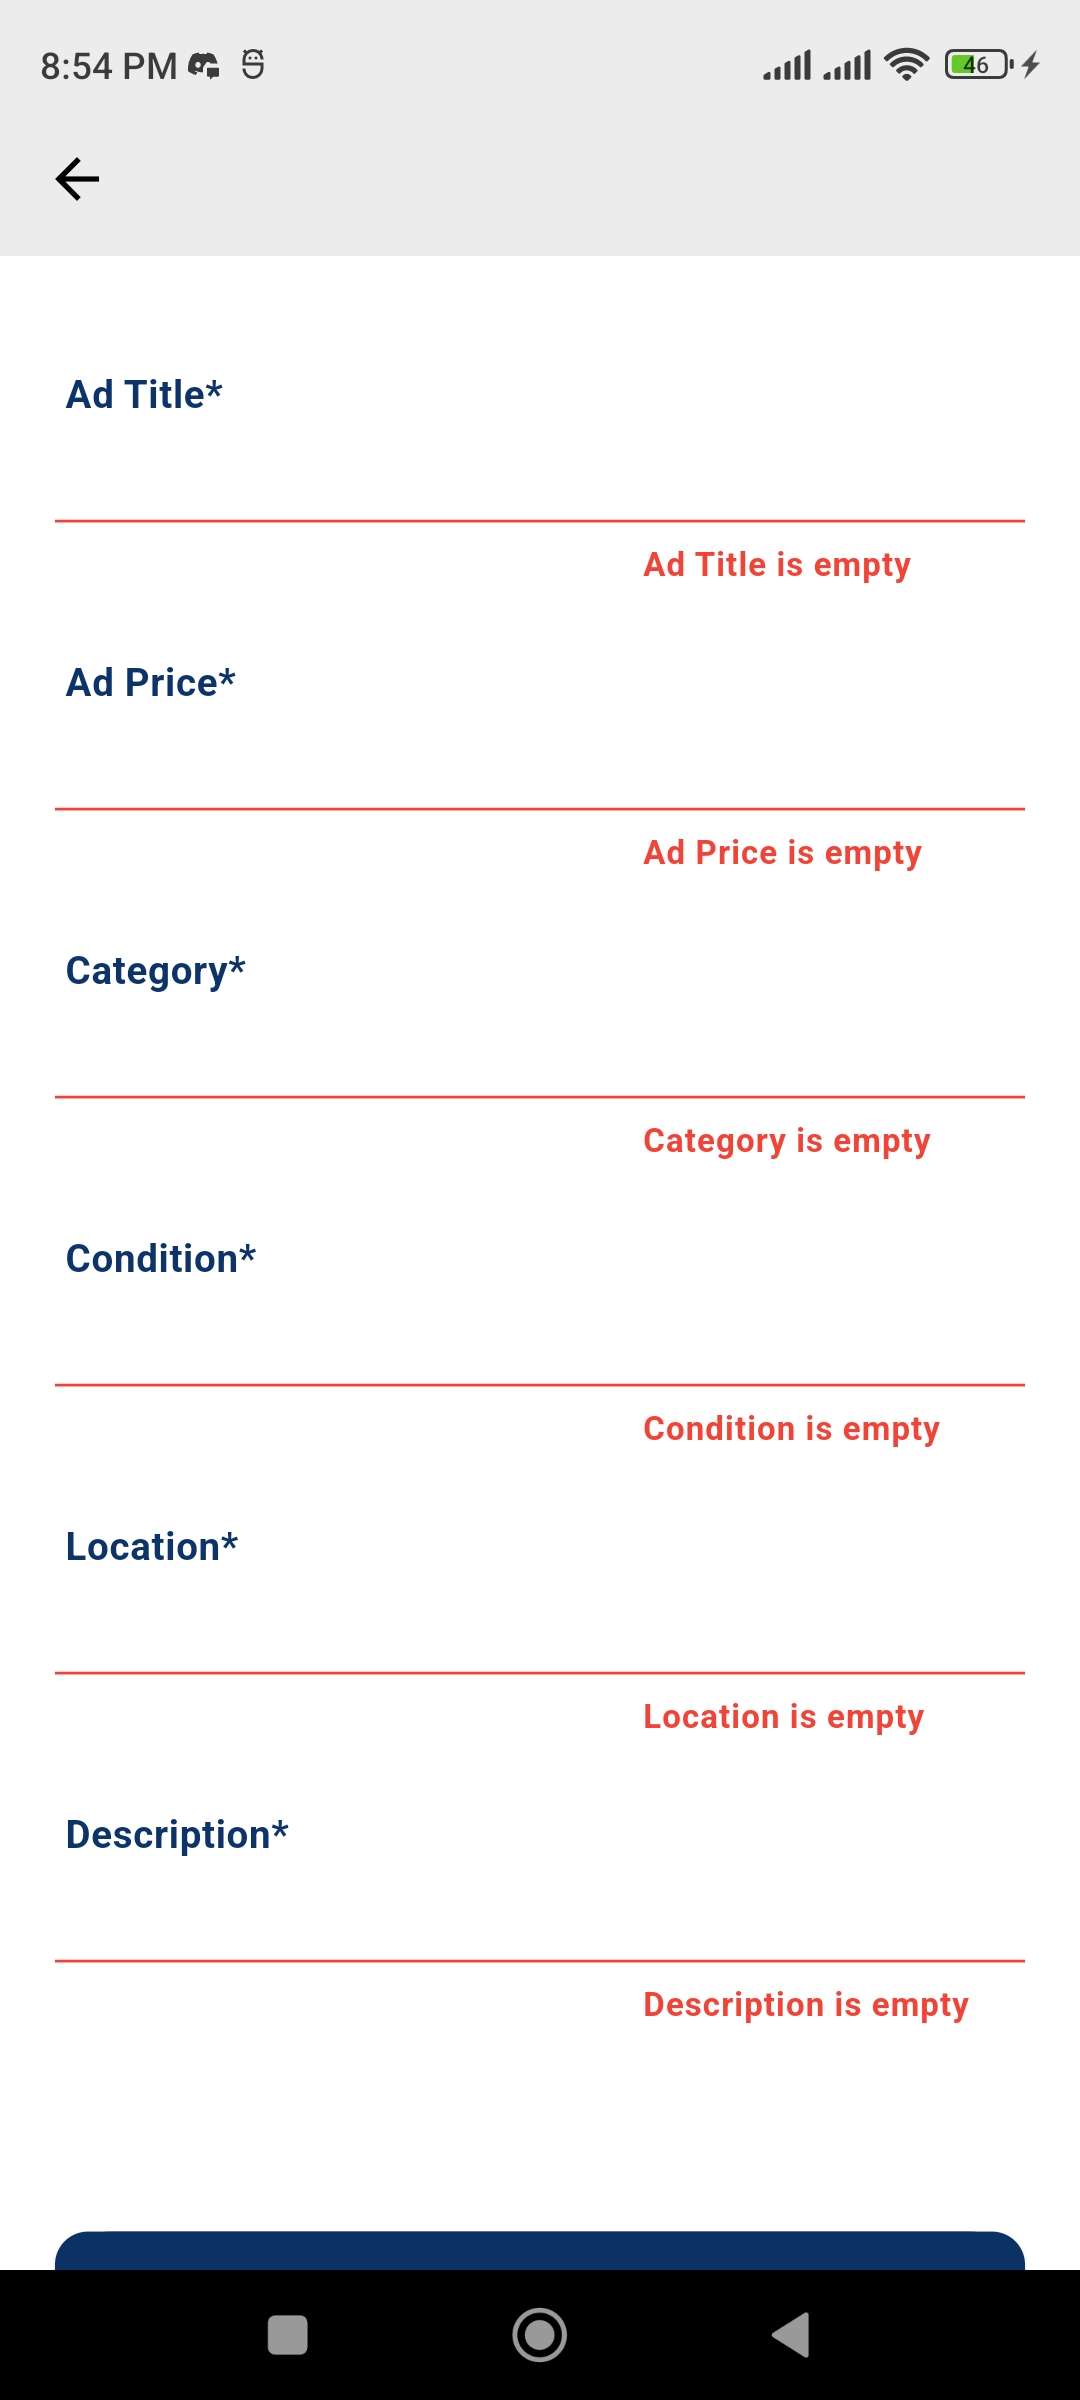 8:54 PM
46
Ad Title*
Ad Title is empty
Ad Price*
Ad Price is empty
Category*
Category is empty
Condition*
Condition is empty
Location*
Location is empty
Description*
Description is empty